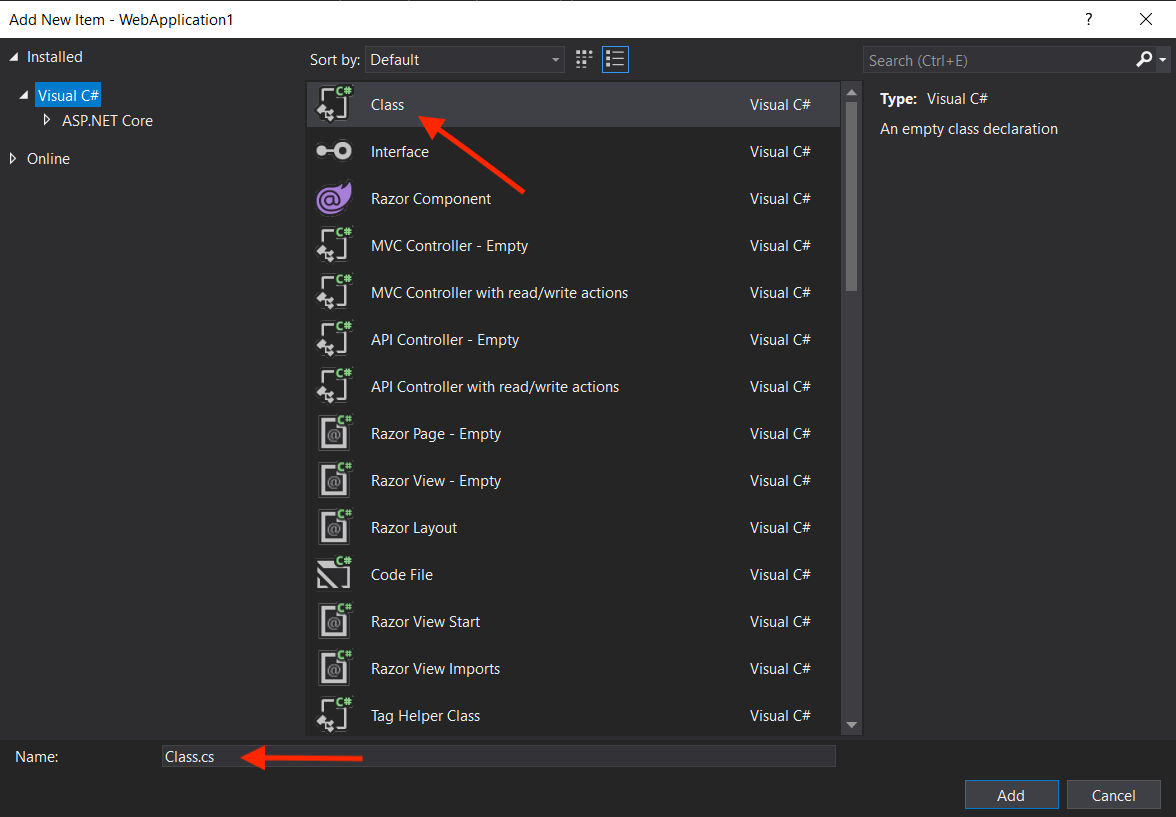 Add New Item - WebApplication1
?
Installed
Visual C#
ASP.NET Core
Online
Sort by: Default
Search (Ctrl+E)
C# Class Visual C#
Interface Visual C#
@ Razor Component Visual C#
C# MVC Controller - Empty Visual C#
C# MVC Controller with read/write actions Visual C#
C# API Controller - Empty Visual C#
C# API Controller with read/write actions Visual C#
C# @ Razor Page - Empty Visual C#
C# @ Razor View - Empty Visual C#
C# @ Razor Layout Visual C#
C# Code File Visual C#
C# @ Razor View Start Visual C#
C# @ Razor View Imports Visual C#
C# Tag Helper Class Visual C#
Type: Visual C#
An empty class declaration
Name: Class.cs
Add Cancel